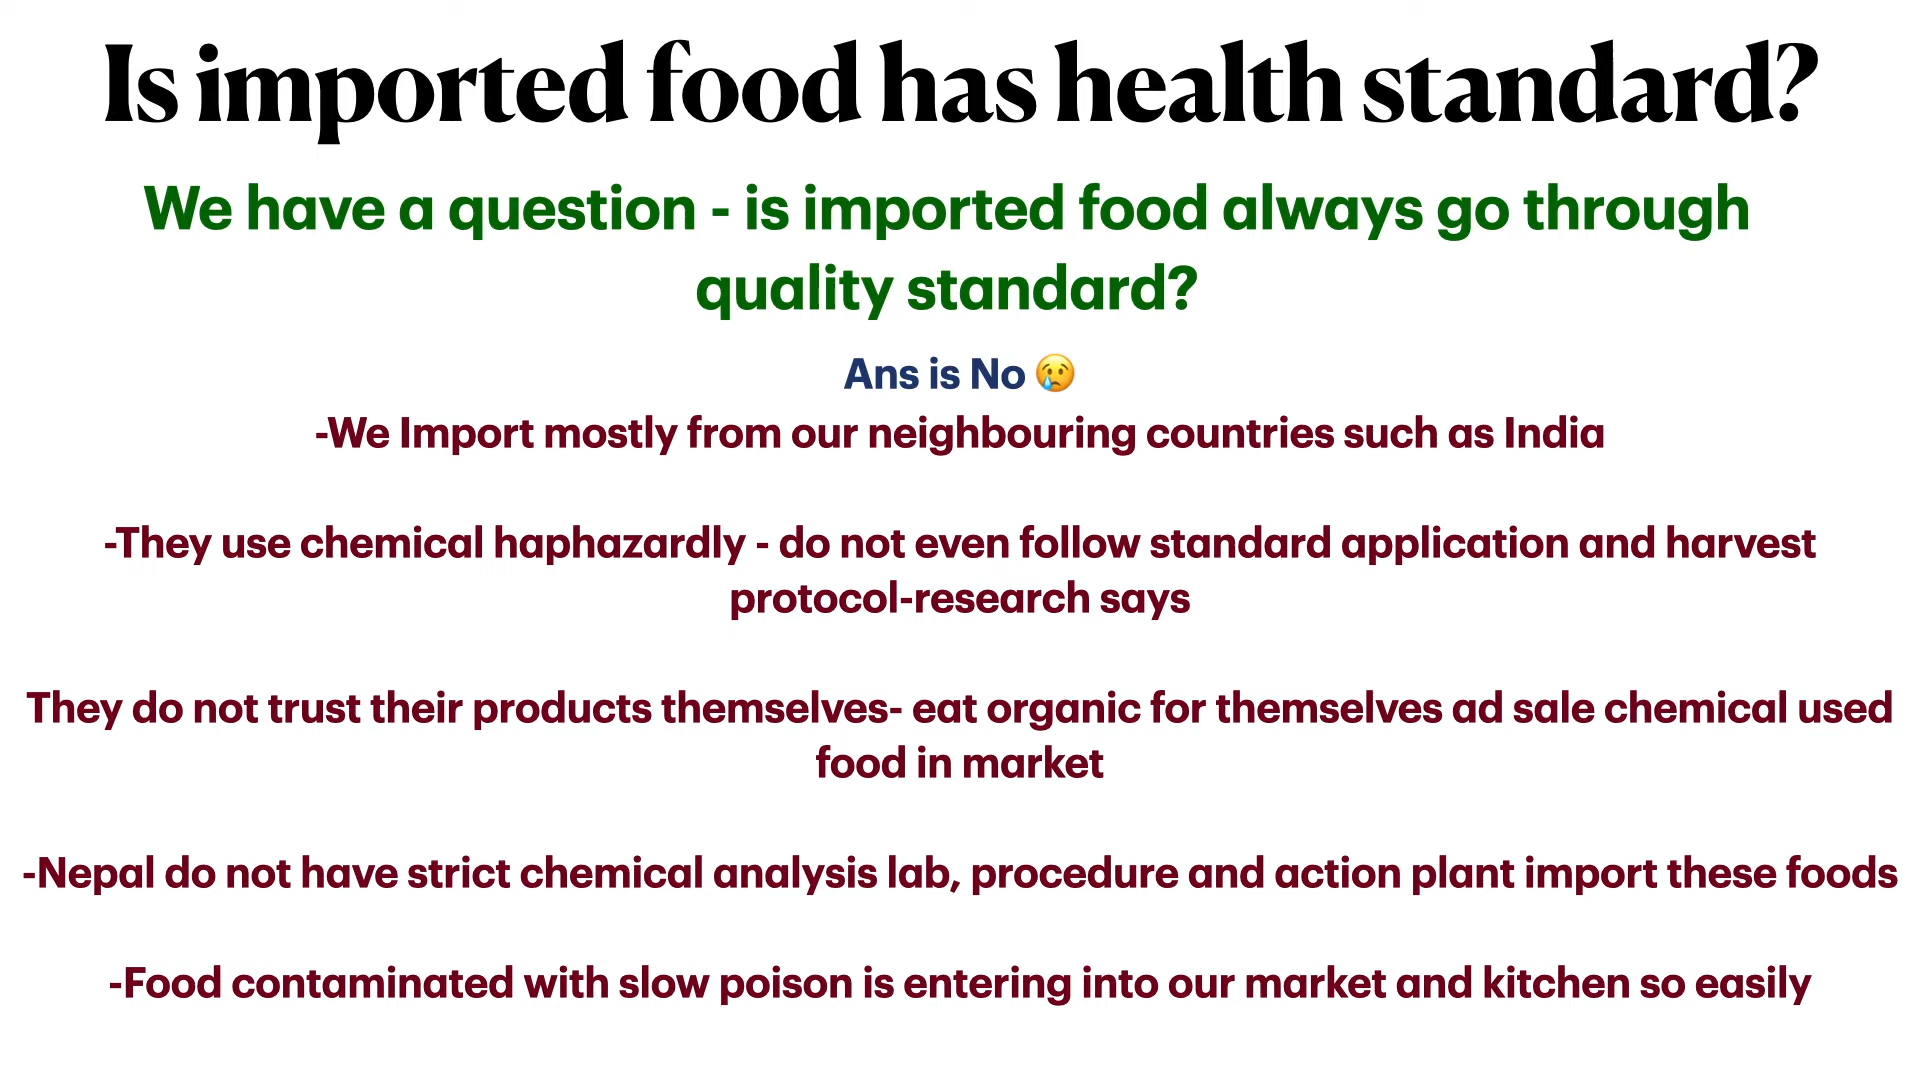 Is imported food has health standard?
We have a question - is imported food always go through
quality standard?
Ans is No 😢
-We Import mostly from our neighbouring countries such as India
-They use chemical haphazardly - do not even follow standard application and harvest
protocol-research says
They do not trust their products themselves- eat organic for themselves ad sale chemical used
food in market
-Nepal do not have strict chemical analysis lab, procedure and action plant import these foods
-Food contaminated with slow poison is entering into our market and kitchen so easily